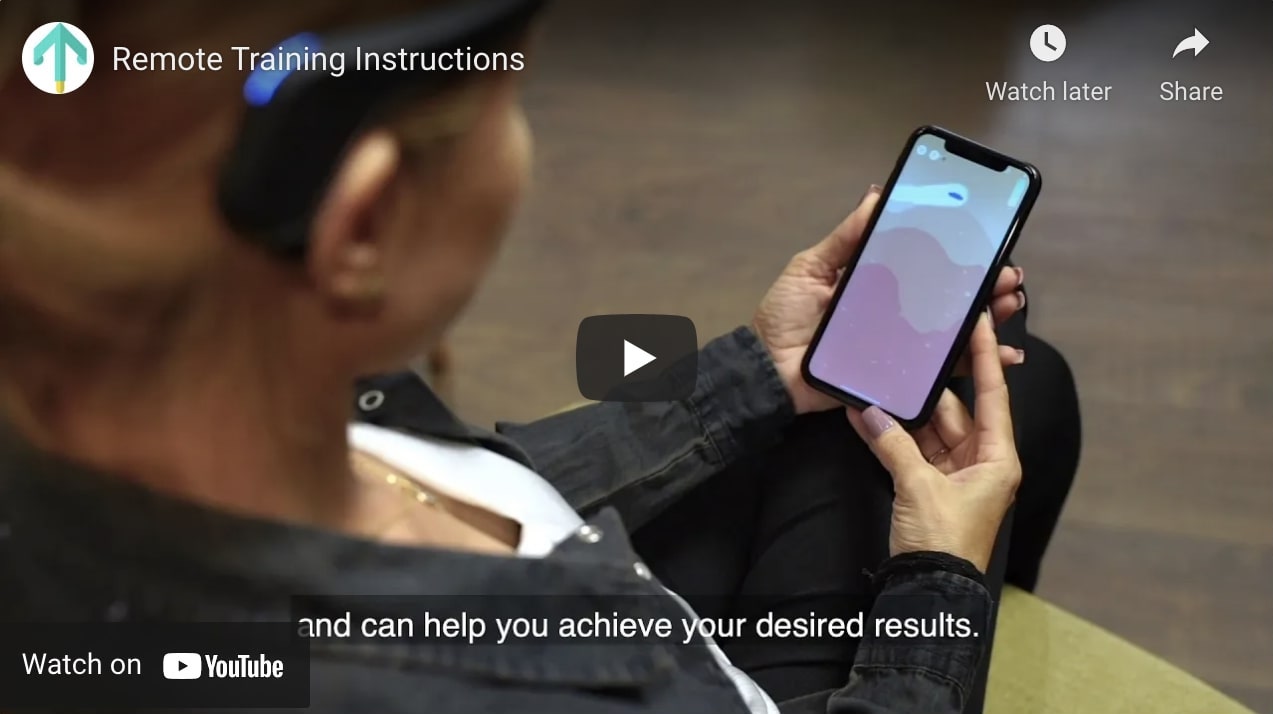 Remote Training Instructions
Watch later
Share
and can help you achieve your desired results.
Watch on YouTube